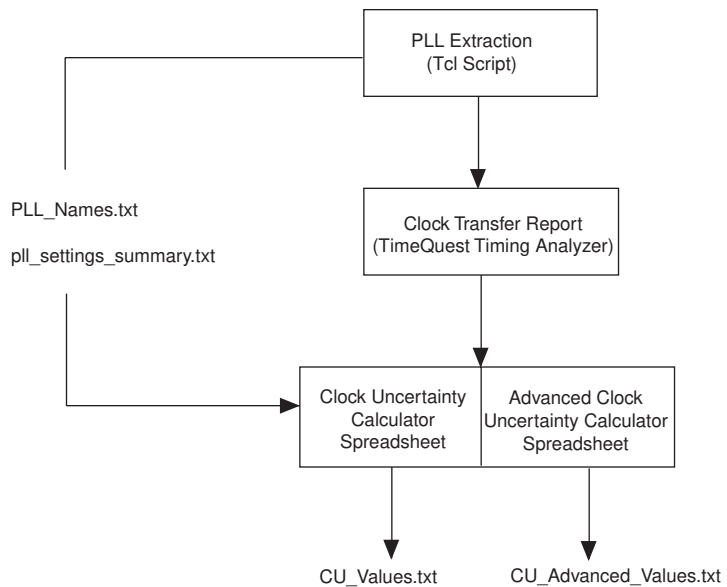 PLL Extraction
(Tcl Script)
PLL_Names.txt
pll_settings_summary.txt
Clock Transfer Report
(TimeQuest Timing Analyzer)
Clock Uncertainty
Calculator
Spreadsheet
Advanced Clock
Uncertainty Calculator
Spreadsheet
CU_Values.txt
CU_Advanced_Values.txt